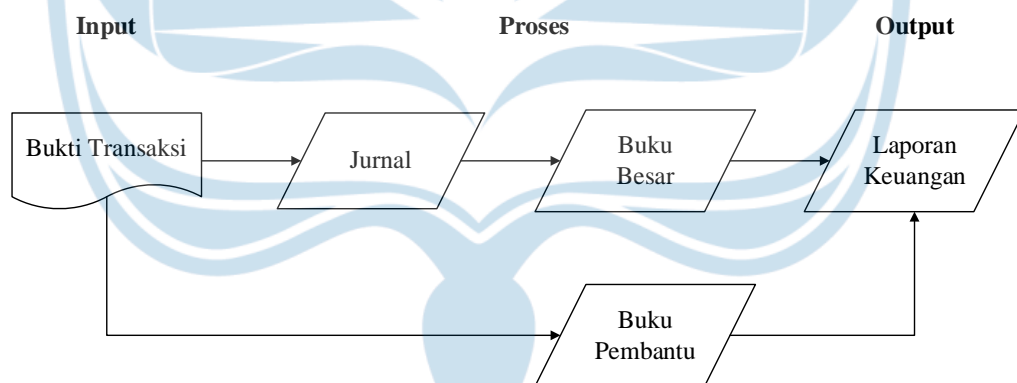 Input
Proses
Output
Bukti Transaksi
Jurnal
Buku
Besar
Laporan
Keuangan
Buku
Pembantu